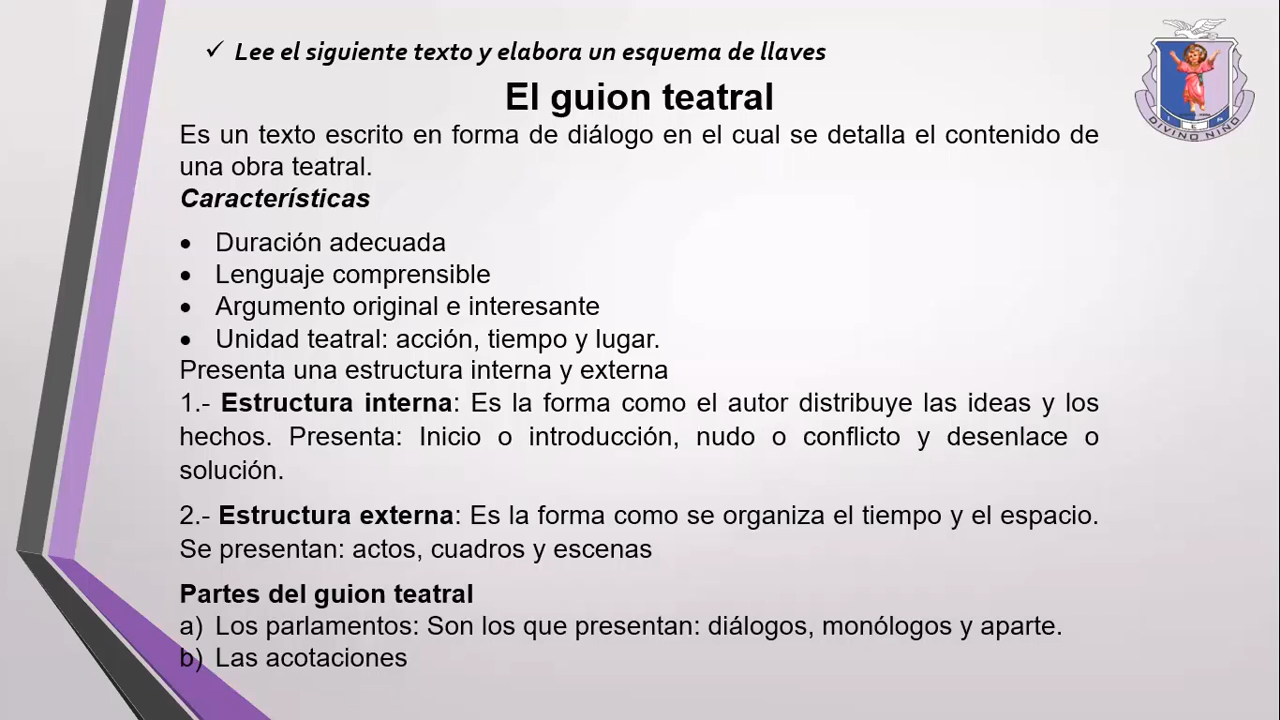 ✓ Lee el siguiente texto y elabora un esquema de llaves
El guion teatral
Es un texto escrito en forma de diálogo en el cual se detalla el contenido de
una obra teatral.
Características
• Duración adecuada
• Lenguaje comprensible
• Argumento original e interesante
• Unidad teatral: acción, tiempo y lugar.
Presenta una estructura interna y externa
1.- Estructura interna: Es la forma como el autor distribuye las ideas y los
hechos. Presenta: Inicio o introducción, nudo o conflicto y desenlace o
solución.
2.- Estructura externa: Es la forma como se organiza el tiempo y el espacio.
Se presentan: actos, cuadros y escenas
Partes del guion teatral
a) Los parlamentos: Son los que presentan: diálogos, monólogos y aparte.
b) Las acotaciones
I E N
DIVINO NIÑO